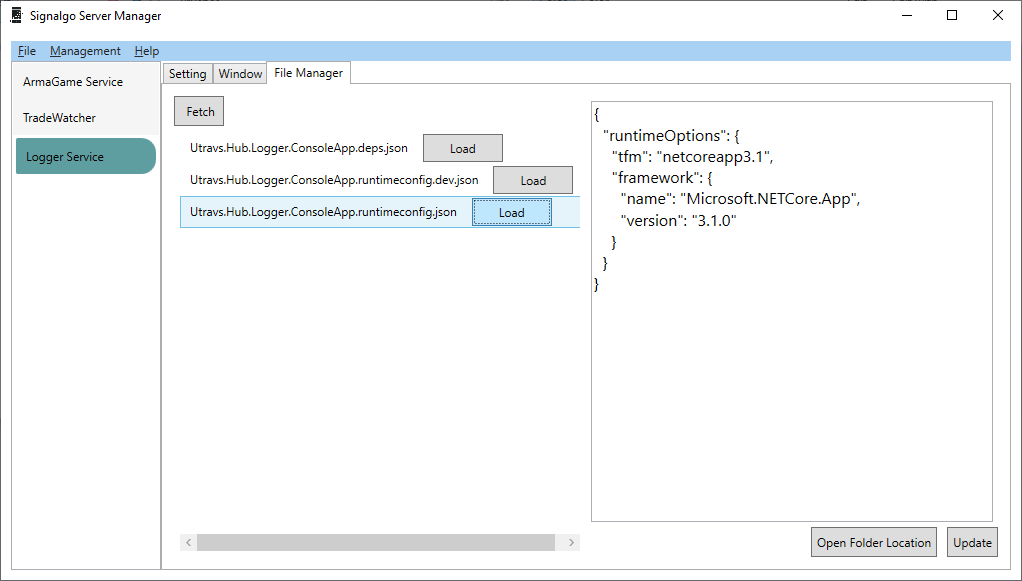 Signalgo Server Manager
File Management Help
ArmaGame Service
TradeWatcher
Logger Service
Setting Window File Manager
Fetch
Utravs.Hub.Logger.ConsoleApp.deps.json Load
Utravs.Hub.Logger.ConsoleApp.runtimeconfig.dev.json Load
Utravs.Hub.Logger.ConsoleApp.runtimeconfig.json Load
{
"runtimeOptions": {
"tfm": "netcoreapp3.1",
"framework": {
"name": "Microsoft.NETCore.App",
"version": "3.1.0"
}
}
}
Open Folder Location Update